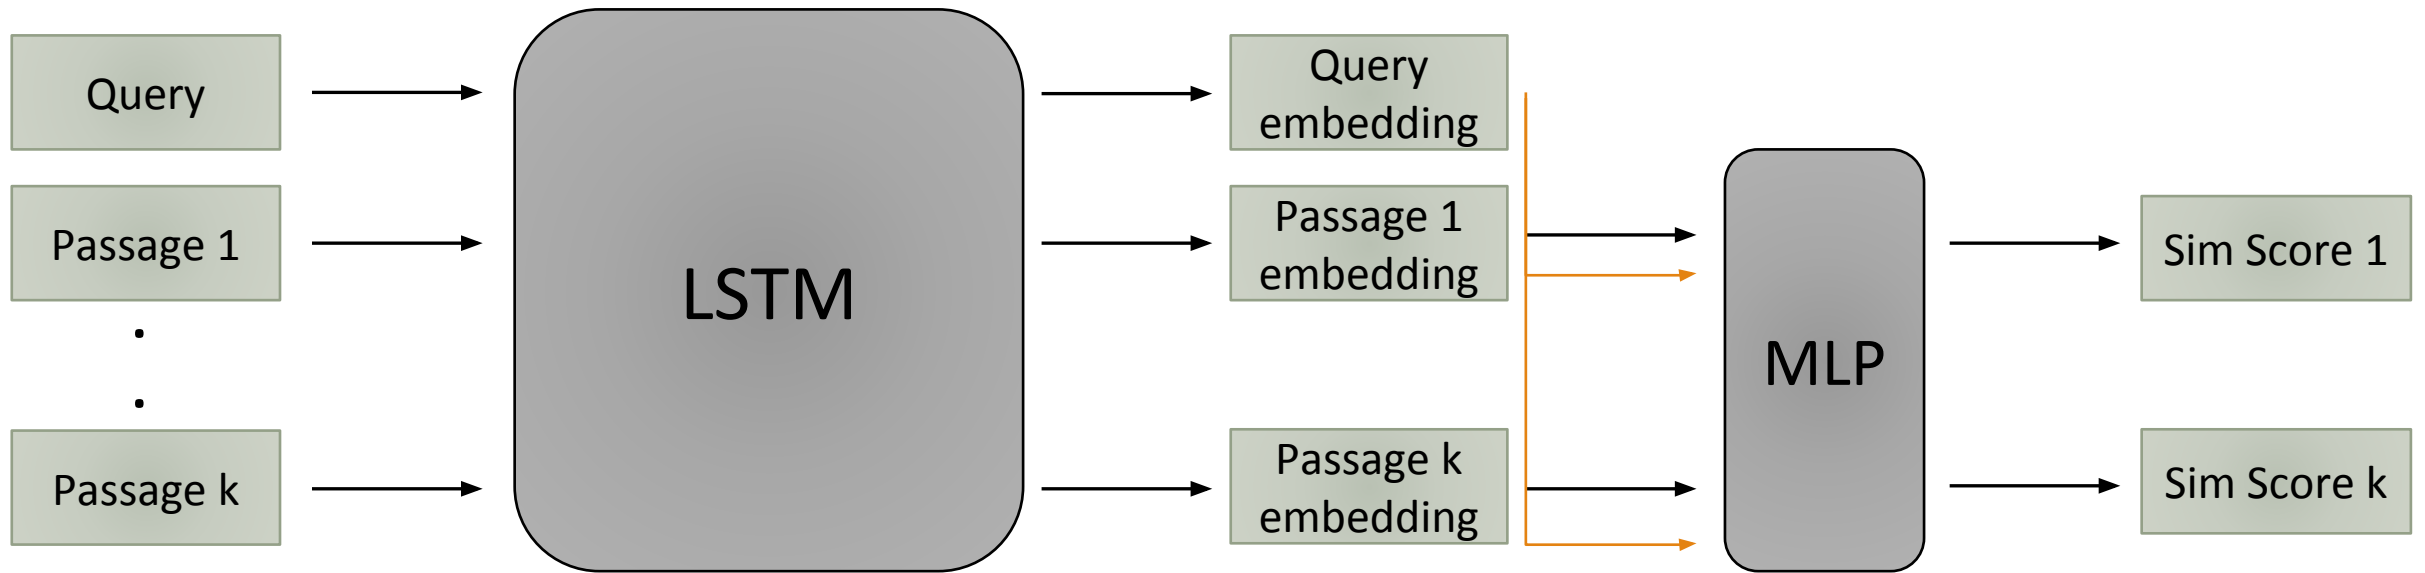 Query
Passage 1
.
.
Passage k
LSTM
Query
embedding
Passage 1
embedding
Passage k
embedding
MLP
Sim Score 1
Sim Score k